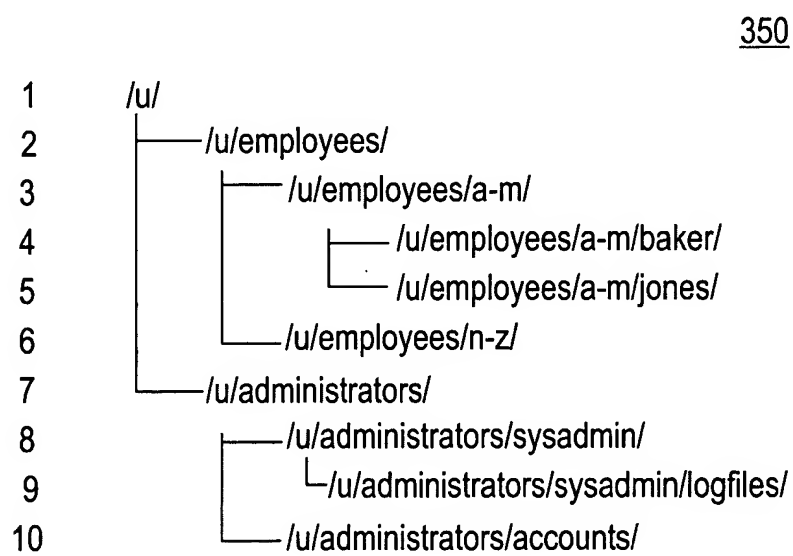 350
1 /u/
2 /u/employees/
3 /u/employees/a-m/
4 /u/employees/a-m/baker/
5 /u/employees/a-m/jones/
6 /u/employees/n-z/
7 /u/administrators/
8 /u/administrators/sysadmin/
9 /u/administrators/sysadmin/logfiles/
10 /u/administrators/accounts/